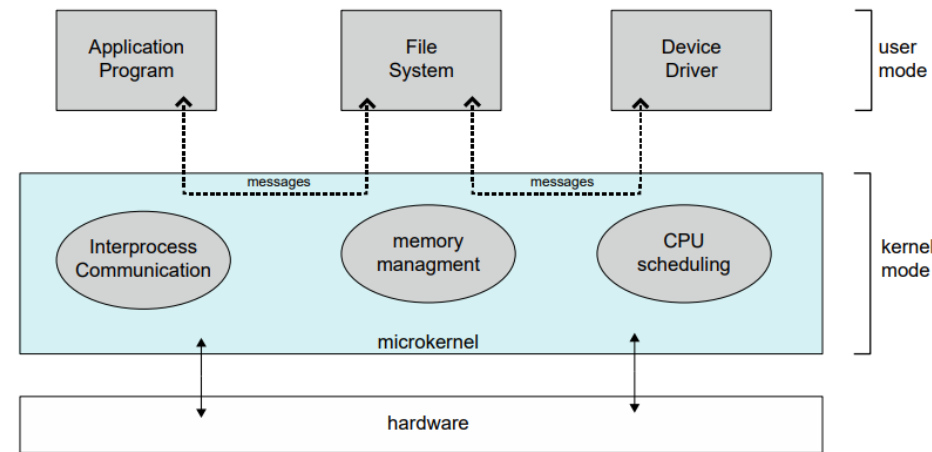 Application
Program
File
System
Device
Driver
user
mode
messages
messages
Interprocess
Communication
memory
managment
CPU
scheduling
kernel
mode
microkernel
hardware